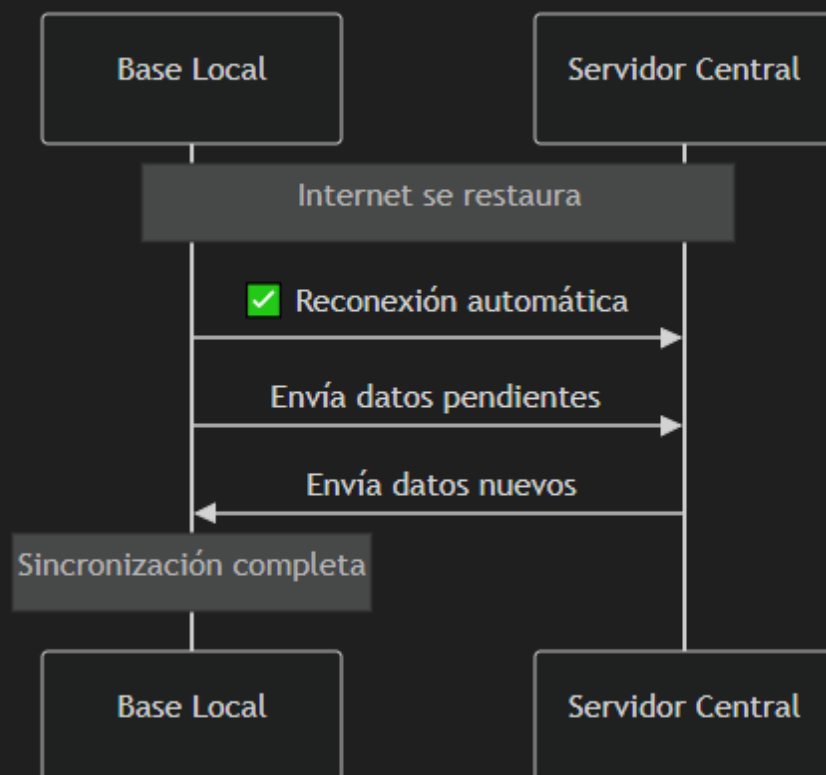 Base Local
Servidor Central
Internet se restaura
✅ Reconexión automática
Envía datos pendientes
Envía datos nuevos
Sincronización completa
Base Local
Servidor Central